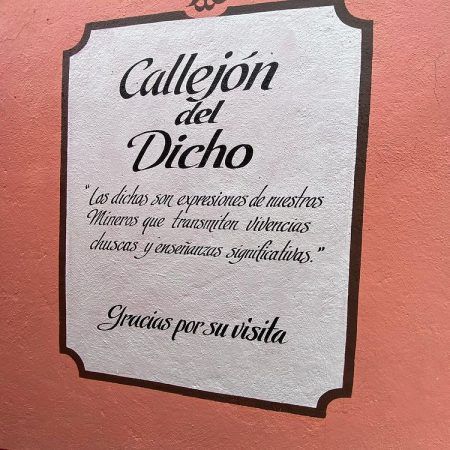 Callejón
del
Dicho
"Los dichos son expresiones de nuestros
Mineros que transmiten vivencias
chuscas y enseñanzas significativas."
Gracias por su visita